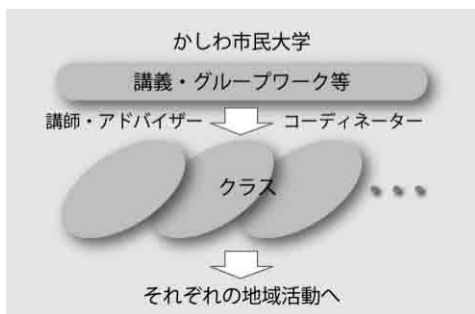 かしわ市民大学
講義・グループワーク等
講師・アドバイザー コーディネーター
クラス
それぞれの地域活動へ